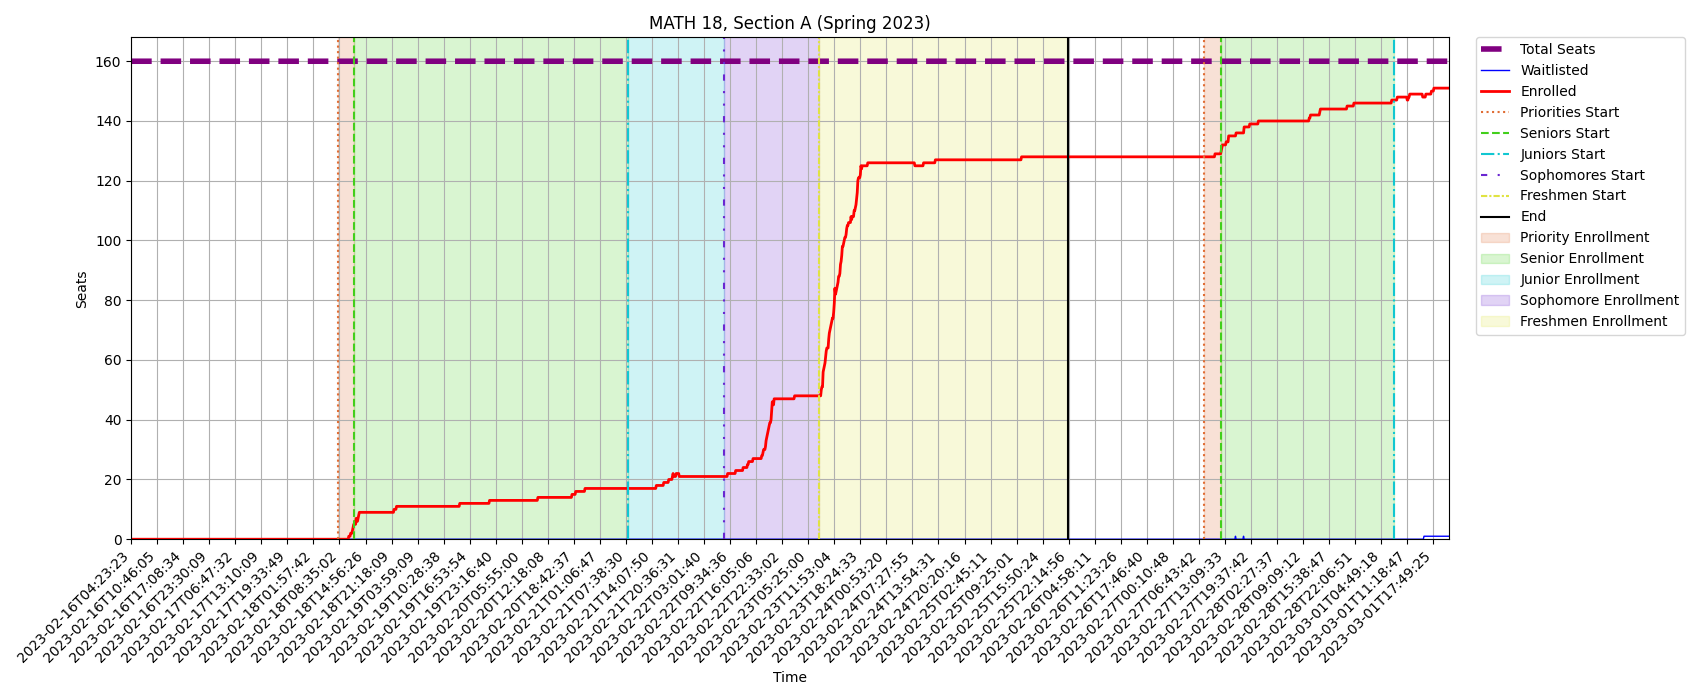 MATH 18, Section A (Spring 2023)
Seats
160
140
120
100
80
60
40
20
0
2023-02-16T04:23:23
2023-02-16T10:46:05
2023-02-16T17:08:34
2023-02-16T23:30:09
2023-02-17T06:47:32
2023-02-17T13:10:09
2023-02-17T19:33:49
2023-02-18T01:57:42
2023-02-18T08:35:02
2023-02-18T14:56:26
2023-02-18T21:18:09
2023-02-19T03:59:09
2023-02-19T10:28:38
2023-02-19T16:53:54
2023-02-19T23:16:40
2023-02-20T05:55:00
2023-02-20T12:18:08
2023-02-20T18:42:37
2023-02-21T01:06:47
2023-02-21T07:38:30
2023-02-21T14:07:50
2023-02-21T20:36:31
2023-02-22T03:01:40
2023-02-22T09:34:36
2023-02-22T16:05:06
2023-02-22T22:33:02
2023-02-23T05:25:00
2023-02-23T11:53:04
2023-02-23T18:24:33
2023-02-24T00:53:20
2023-02-24T07:27:55
2023-02-24T13:54:31
2023-02-24T20:20:16
2023-02-25T02:45:11
2023-02-25T09:25:01
2023-02-25T15:50:24
2023-02-25T22:14:56
2023-02-26T04:58:11
2023-02-26T11:23:26
2023-02-26T17:46:40
2023-02-27T00:10:48
2023-02-27T06:43:42
2023-02-27T13:09:33
2023-02-27T19:37:42
2023-02-28T02:27:37
2023-02-28T09:09:12
2023-02-28T15:38:47
2023-02-28T22:06:51
2023-03-01T04:49:18
2023-03-01T11:18:47
2023-03-01T17:49:25
Time
Total Seats
Waitlisted
Enrolled
Priorities Start
Seniors Start
Juniors Start
Sophomores Start
Freshmen Start
End
Priority Enrollment
Senior Enrollment
Junior Enrollment
Sophomore Enrollment
Freshmen Enrollment